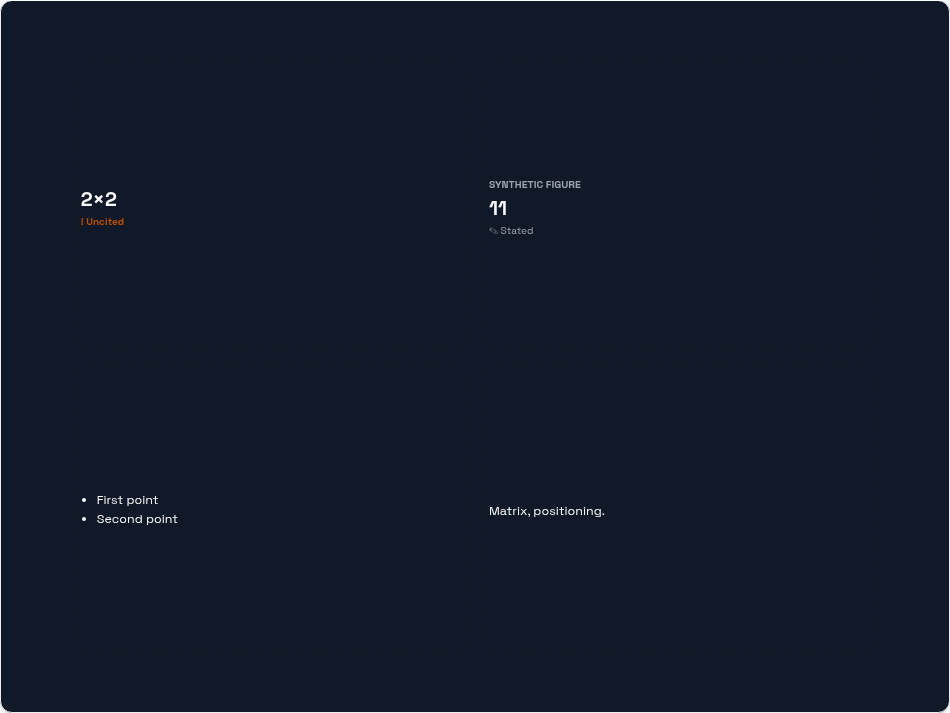 2×2
! Uncited
SYNTHETIC FIGURE
11
✎ Stated
• First point
• Second point
Matrix, positioning.